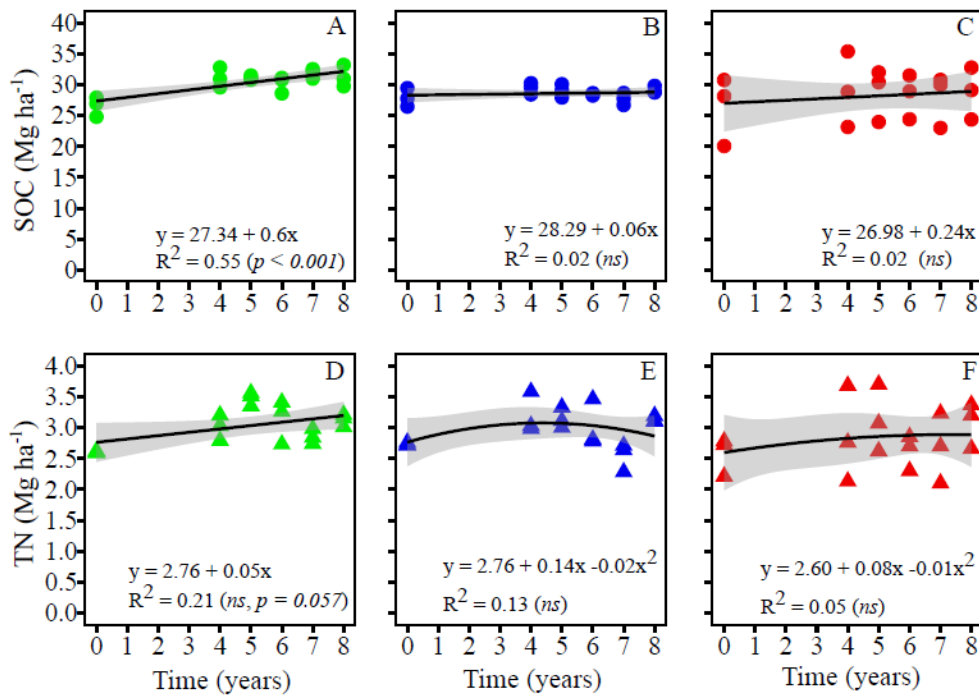 SOC (Mg ha⁻¹)
40
35
30
25
20
15
10
5
0
A
y = 27.34 + 0.6x
R² = 0.55 (p < 0.001)
0 1 2 3 4 5 6 7 8
B
y = 28.29 + 0.06x
R² = 0.02 (ns)
0 1 2 3 4 5 6 7 8
C
y = 26.98 + 0.24x
R² = 0.02 (ns)
0 1 2 3 4 5 6 7 8
TN (Mg ha⁻¹)
4.0
3.5
3.0
2.5
2.0
1.5
1.0
0.5
0.0
D
y = 2.76 + 0.05x
R² = 0.21 (ns, p = 0.057)
0 1 2 3 4 5 6 7 8
Time (years)
E
y = 2.76 + 0.14x -0.02x²
R² = 0.13 (ns)
0 1 2 3 4 5 6 7 8
Time (years)
F
y = 2.60 + 0.08x -0.01x²
R² = 0.05 (ns)
0 1 2 3 4 5 6 7 8
Time (years)